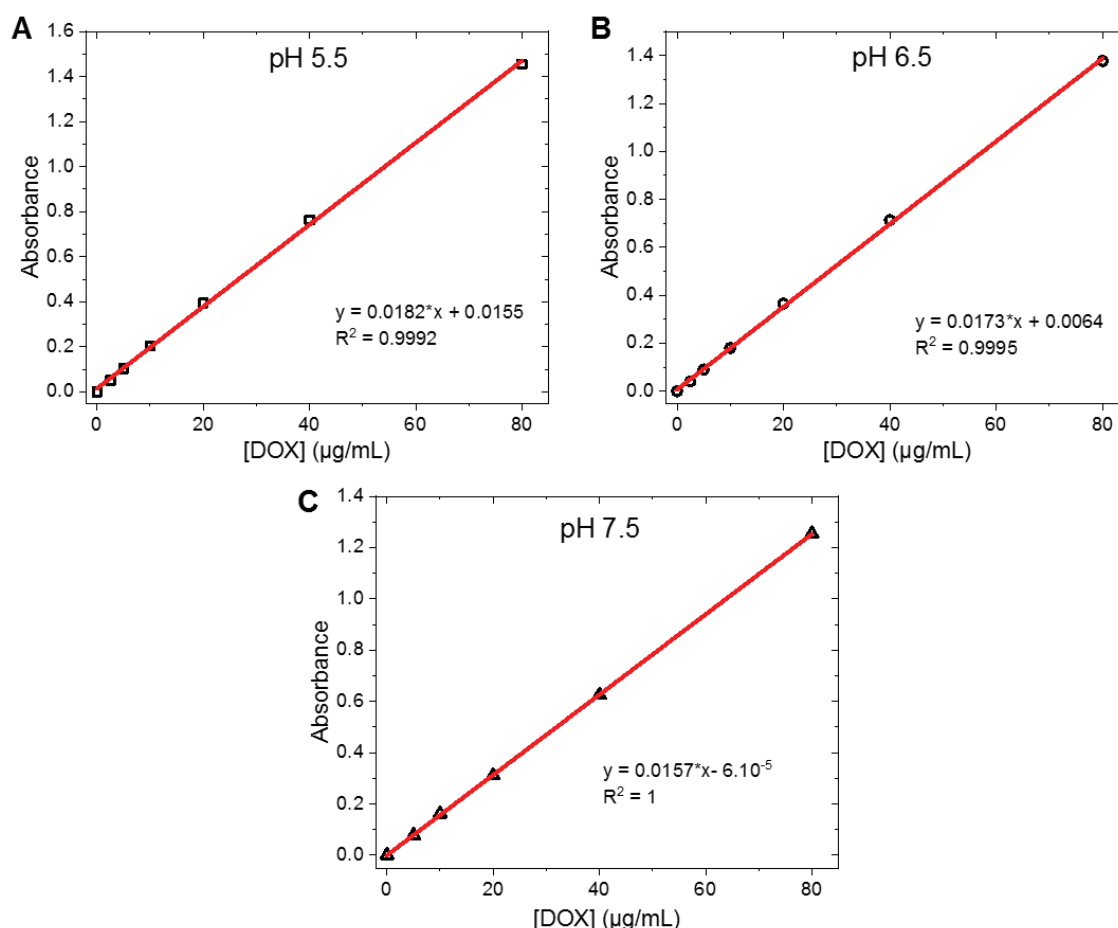 A
pH 5.5
1.6
1.4
1.2
1.0
0.8
0.6
0.4
0.2
0.0
Absorbance
y = 0.0182*x + 0.0155
R² = 0.9992
0 20 40 60 80
[DOX] (µg/mL)
B
pH 6.5
1.4
1.2
1.0
0.8
0.6
0.4
0.2
0.0
Absorbance
y = 0.0173*x + 0.0064
R² = 0.9995
0 20 40 60 80
[DOX] (µg/mL)
C
pH 7.5
1.4
1.2
1.0
0.8
0.6
0.4
0.2
0.0
Absorbance
y = 0.0157*x- 6.10⁻⁵
R² = 1
0 20 40 60 80
[DOX] (µg/mL)